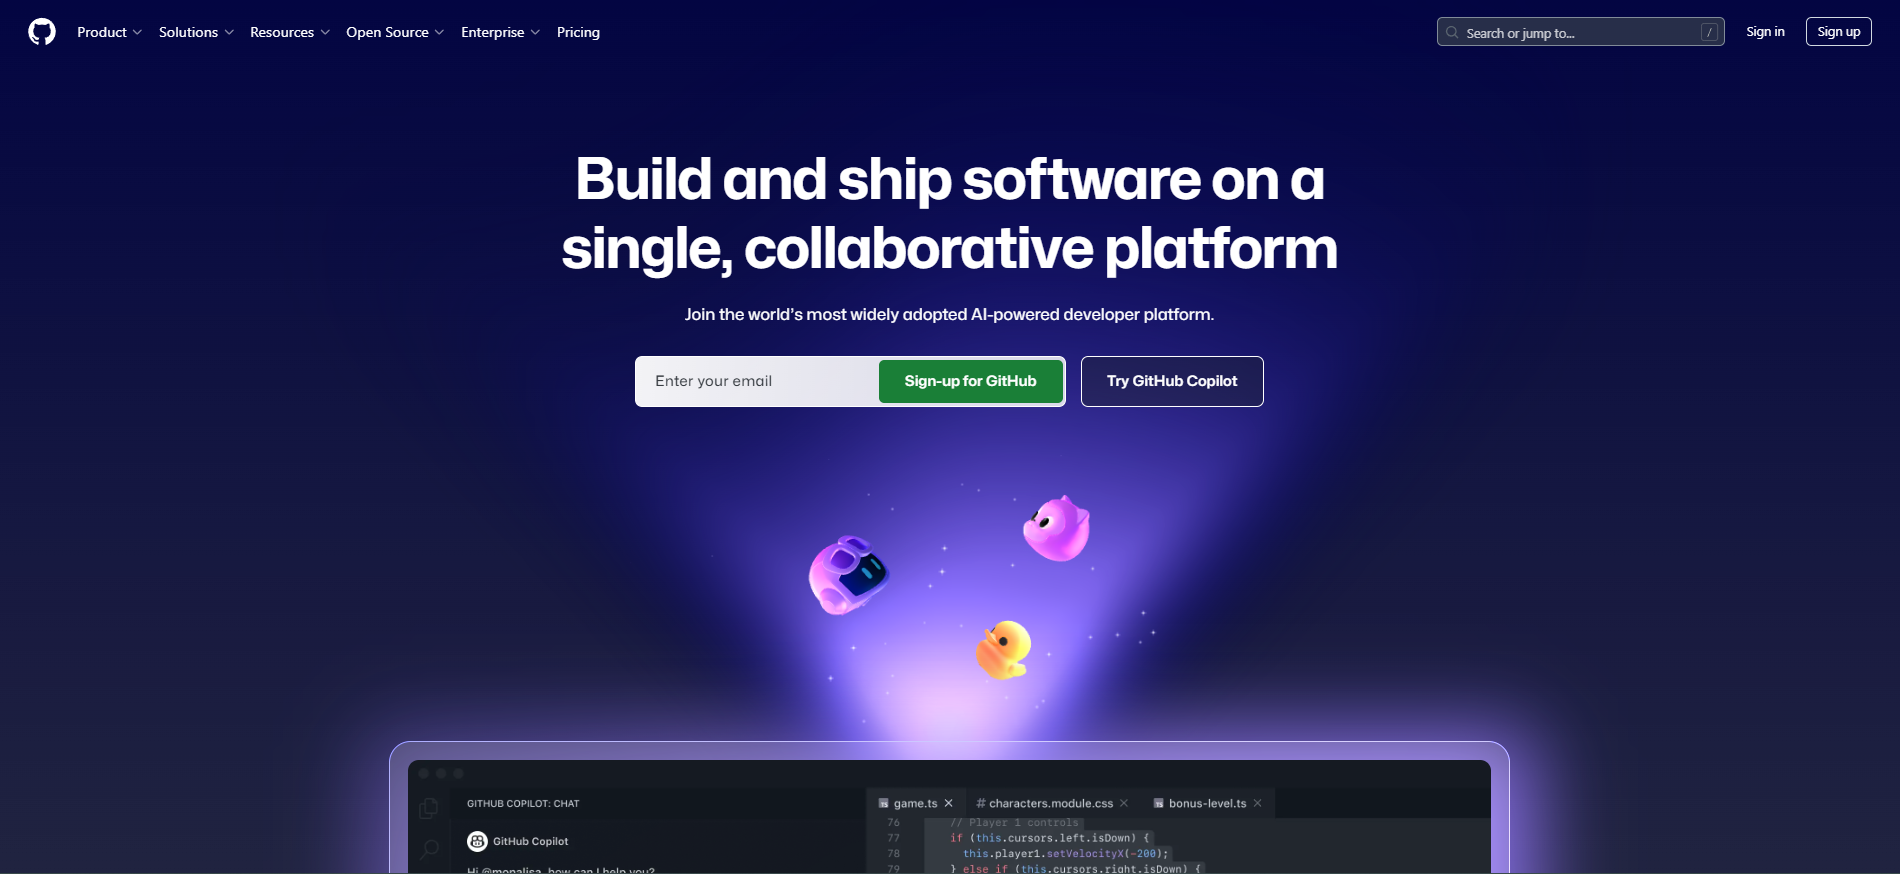 Product Solutions Resources Open Source Enterprise Pricing
Search or jump to... /
Sign in
Sign up
Build and ship software on a
single, collaborative platform
Join the world's most widely adopted AI-powered developer platform.
Enter your email
Sign-up for GitHub
Try GitHub Copilot
GITHUB COPILOT: CHAT
GitHub Copilot
Hi @monalisa, how can I help you?
TS game.ts
# characters.module.css
TS bonus-level.ts
76 // Player 1 controls
77 if (this.cursors.left.isDown) {
78 this.player1.setVelocityX(-200);
79 } else if (this.cursors.right.isDown) {